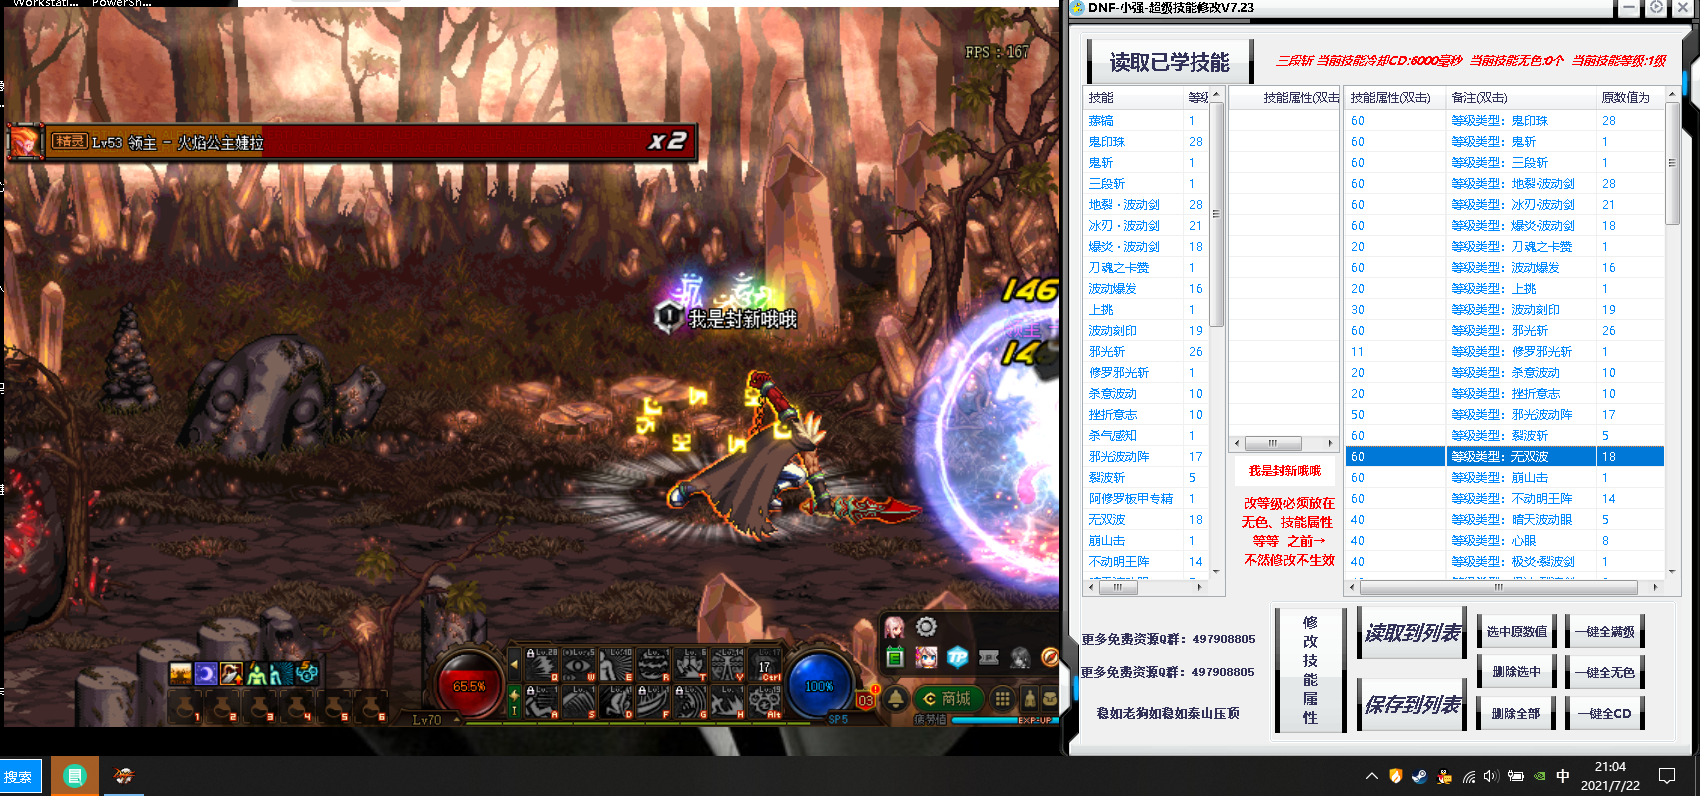 Workstati... PowerSh...
FPS : 167
精灵 Lv53 领主 - 火焰公主婕拉
x2
146
我是封新哦哦
14
65.5%
100%
Lv70
SP 5
商城
疲劳值
EXP:UP
03
TP
17
Ctrl
Alt
Q W E R T Y
A S D F G H
1 2 3 4 5 6
DNF-小强-超级技能修改V7.23
读取已学技能
三段斩 当前技能冷却CD:6000毫秒 当前技能无色:0个 当前技能等级:1级
技能 等级
瘰镐 1
鬼印珠 28
鬼斩 1
三段斩 1
地裂·波动剑 28
冰刃·波动剑 21
爆炎·波动剑 18
刃魂之卡赞 1
波动爆发 16
上挑 1
波动刻印 19
邪光斩 26
修罗邪光斩 1
杀意波动 10
挫折意志 10
杀气感知 1
邪光波动阵 17
裂波斩 5
阿修罗板甲专精 1
无双波 18
崩山击 1
不动明王阵 14
技能属性(双击
我是封新哦哦
改等级必须放在
无色、技能属性
等等 之前→
不然修改不生效
技能属性(双击) 备注(双击) 原数值为
60 等级类型：鬼印珠 28
60 等级类型：鬼斩 1
60 等级类型：三段斩 1
60 等级类型：地裂·波动剑 28
60 等级类型：冰刃·波动剑 21
60 等级类型：爆炎·波动剑 18
20 等级类型：刃魂之卡赞 1
60 等级类型：波动爆发 16
20 等级类型：上挑 1
30 等级类型：波动刻印 19
60 等级类型：邪光斩 26
11 等级类型：修罗邪光斩 1
20 等级类型：杀意波动 10
20 等级类型：挫折意志 10
50 等级类型：邪光波动阵 17
60 等级类型：裂波斩 5
60 等级类型：无双波 18
60 等级类型：崩山击 1
60 等级类型：不动明王阵 14
40 等级类型：暗天波动眼 5
40 等级类型：心眼 8
40 等级类型：极炎·裂波剑 1
更多免费资源Q群：497908805
更多免费资源Q群：497908805
稳如老狗如稳如泰山压顶
修改技能属性
读取到列表
保存到列表
选中原数值
删除选中
删除全部
一键全满级
一键全无色
一键全CD
搜索
中
21:04
2021/7/22